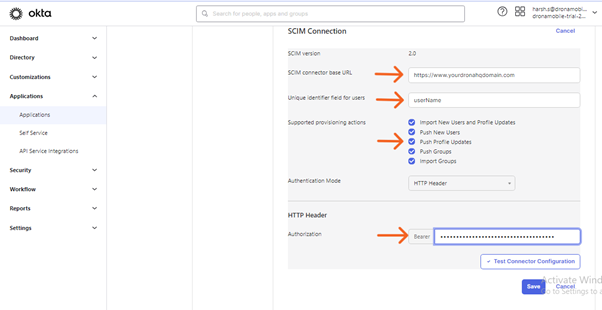 okta
Search for people, apps and groups
harsh.s@dronamobil...
dronamobile-trial-2...
Dashboard
Directory
Customizations
Applications
Applications
Self Service
API Service Integrations
Security
Workflow
Reports
Settings
SCIM Connection
Cancel
SCIM version
2.0
SCIM connector base URL
https://www.yourdronahqdomain.com
Unique identifier field for users
userName
Supported provisioning actions
Import New Users and Profile Updates
Push New Users
Push Profile Updates
Push Groups
Import Groups
Authentication Mode
HTTP Header
HTTP Header
Authorization
Bearer
Test Connector Configuration
Activate Wind
Save
Cancel
to Settings to